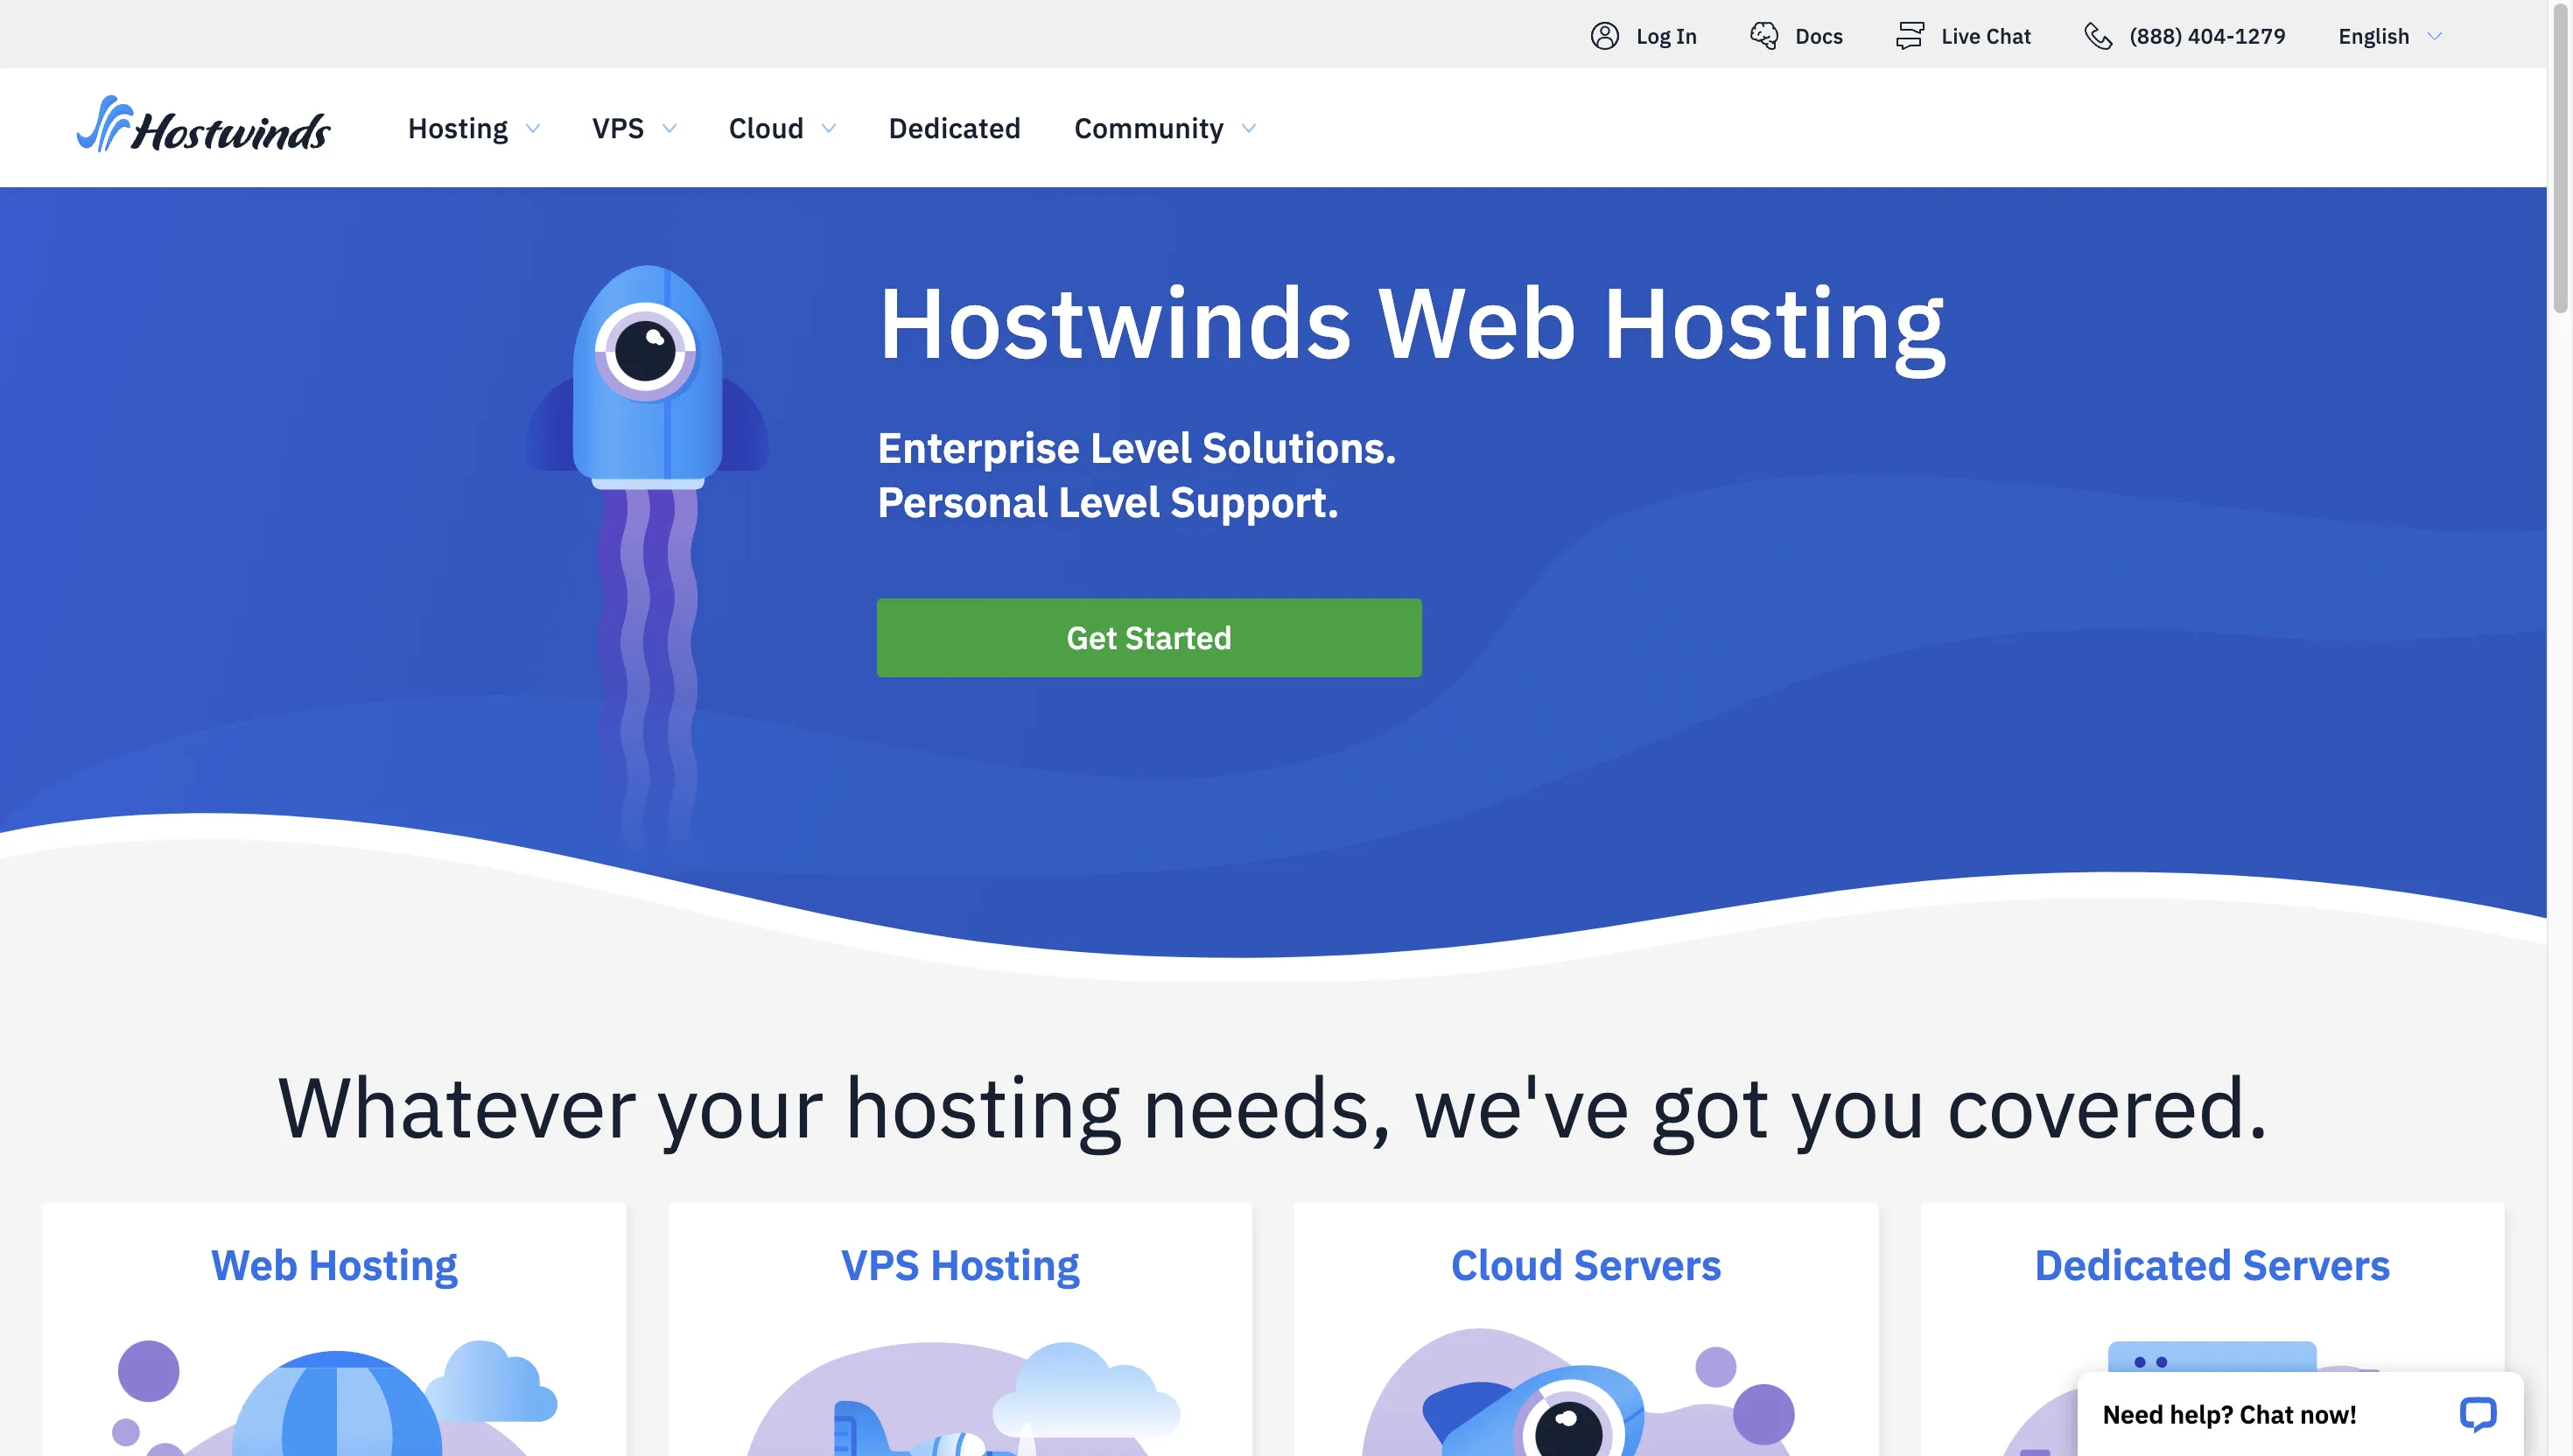 Log In
Docs
Live Chat
(888) 404-1279
English
Hostwinds
Hosting
VPS
Cloud
Dedicated
Community
Hostwinds Web Hosting
Enterprise Level Solutions.
Personal Level Support.
Get Started
Whatever your hosting needs, we've got you covered.
Web Hosting
VPS Hosting
Cloud Servers
Dedicated Servers
Need help? Chat now!